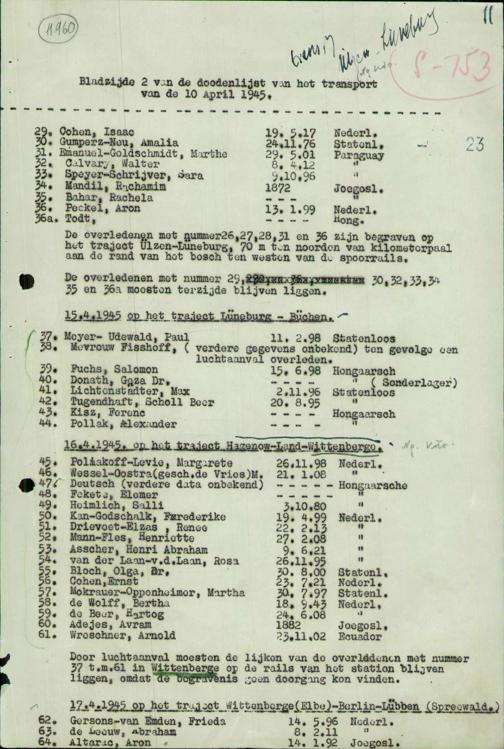 11
11960
Ülzen-Lüneburg
S-753
Bladzijde 2 van de doodenlijst van het transport
van de 10 April 1945.
29. Cohen, Isaac 19. 5.17 Nederl.
- 23
30. Gumperz-Neu, Amalia 24.11.76 Statenl.
31. Emanuel-Goldschmidt, Marthe 29. 5.01 Paraguay
32. Calvary, Walter 8. 4.12 "
33. Speyer-Schrijver, Sara 9.10.96 "
34. Mandil, Rachamim 1872 Joegosl.
35. Bahar, Rachela - - - "
36. Peckel, Aron 13. 1.99 Nederl.
36a. Todt, - - - Hong.
De overledenen met nummer26,27,28,31 en 36 zijn begraven op
het traject Ulzon-Luneburg, 70 m ten noorden van kilometerpaal
aan de rand van het bosch ten westen van de spoorrails.
De overledenen met nummer 29, 30,32,33,34
35 en 36a moesten terzijde blijven liggen.
15.4.1945 op het traject Lüneburg - Büchen.
37. Meyer- Udewald, Paul 11. 2.98 Statenloos
38. Mevrouw Fisshoff, ( verdere gegevens onbekend) ten gevolge een
luchtaanval overleden.
39. Fuchs, Salomon 15. 6.98 Hongaarsch
40. Donath, Geza Dr. - - - - " ( Sonderlager)
41. Lichtenstadter, Max 2.11.96 Statenloos
42. Tugendhaft, Scholl Beer 20. 8.95 "
43. Kisz, Ferenc - - - - Hongaarsch
44. Pollak, Alexander - - - - "
16.4.1945. op het traject Hagenow-Land-Wittenberge.
45. Poliakoff-Levie, Margarete 26.11.98 Nederl.
46. Wessel-Oostra(gesch.de Vries)M. 21. 1.08 "
47. Deutsch (verdere data onbekend) - - - - - Hongaarsche
48. Fekete, Elemer "
49. Heimlich, Salli 3.10.80 "
50. Kan-Godschalk, Frederike 19. 4.99 Nederl.
51. Drievoet-Elzas , Renee 22. 2.13 "
52. Mann-Fles, Henriette 27. 2.08 "
53. Asscher, Henri Abraham 9. 6.21 "
54. van der Laan-v.d.Laan, Rosa 26.11.95 "
55. Bloch, Olga, Dr. 30. 8.00 Statenl.
56. Cohen,Ernst 23. 7.21 Nederl.
57. Mokrauer-Oppenheimer, Martha 30. 7.97 Statenl.
58. de Wolff, Bertha 18. 9.43 Nederl.
59. de Beer, Hartog 24. 6.08 "
60. Adejes, Avram 1882 Joegosl.
61. Wreschner, Arnold 23.11.02 Ecuador
Door luchtaanval moesten de lijken van de overledenen met nummer
37 t.m.61 in Wittenberge op de rails van het station blijven
liggen, omdat de begravenis geen doorgang kon vinden.
17.4.1945 op het traject Wittenberge(Elbe)-Berlin-Lübben (Spreewald.)
62. Gersons-van Emden, Frieda 14. 5.96 Nederl.
63. de Leeuw, Abraham 8. 2.11 "
64. Altarac, Aron 14. 1.92 Joegosl.